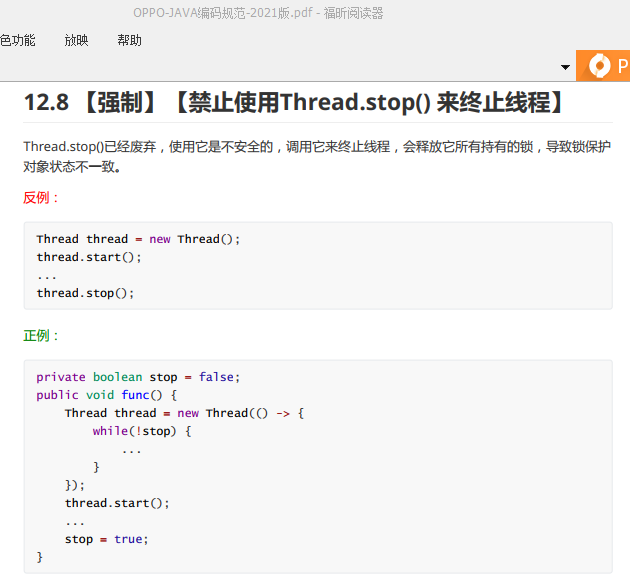 OPPO-JAVA编码规范-2021版.pdf - 福昕阅读器
色功能 放映 帮助
P
12.8 【强制】【禁止使用Thread.stop() 来终止线程】
Thread.stop()已经废弃，使用它是不安全的，调用它来终止线程，会释放它所有持有的锁，导致锁保护
对象状态不一致。
反例：
Thread thread = new Thread();
thread.start();
...
thread.stop();
正例：
private boolean stop = false;
public void func() {
    Thread thread = new Thread(() -> {
        while(!stop) {
            ...
        }
    });
    thread.start();
    ...
    stop = true;
}